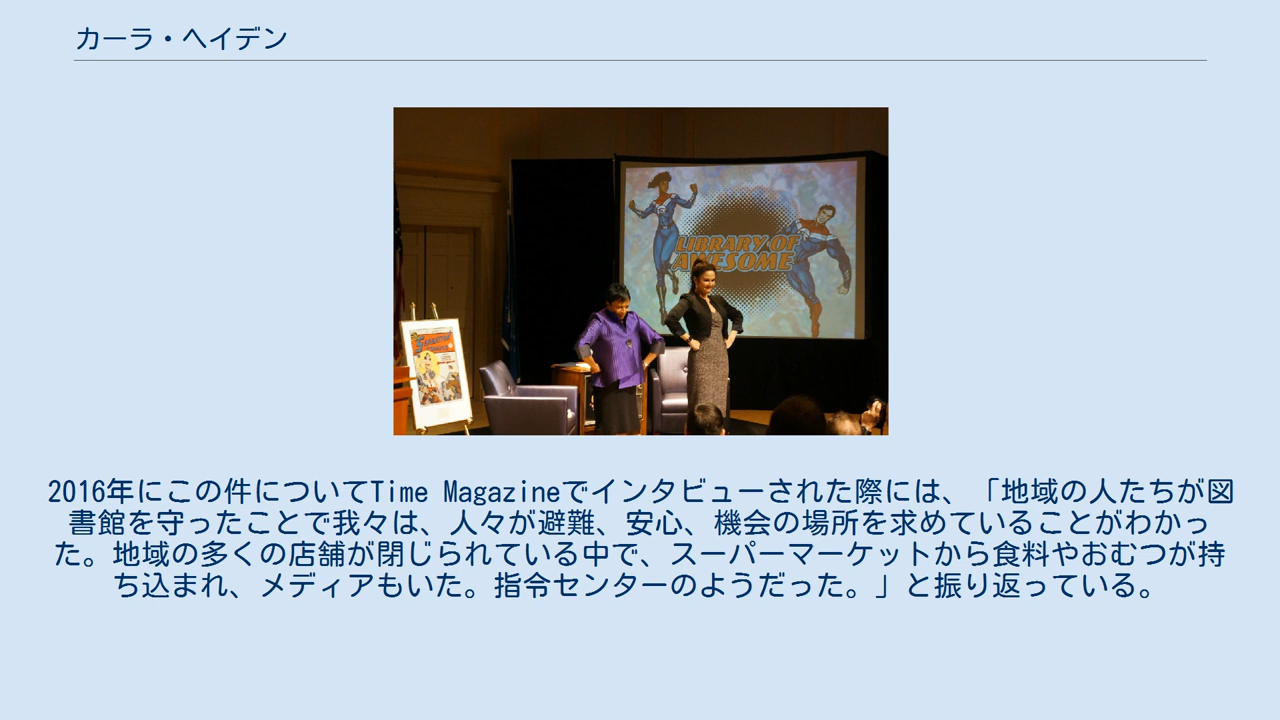 カーラ・ヘイデン
LIBRARY OF
AWESOME
SENSATION
COMICS
2016年にこの件についてTime Magazineでインタビューされた際には、「地域の人たちが図
書館を守ったことで我々は、人々が避難、安心、機会の場所を求めていることがわかっ
た。地域の多くの店舗が閉じられている中で、スーパーマーケットから食料やおむつが持
ち込まれ、メディアもいた。指令センターのようだった。」と振り返っている。